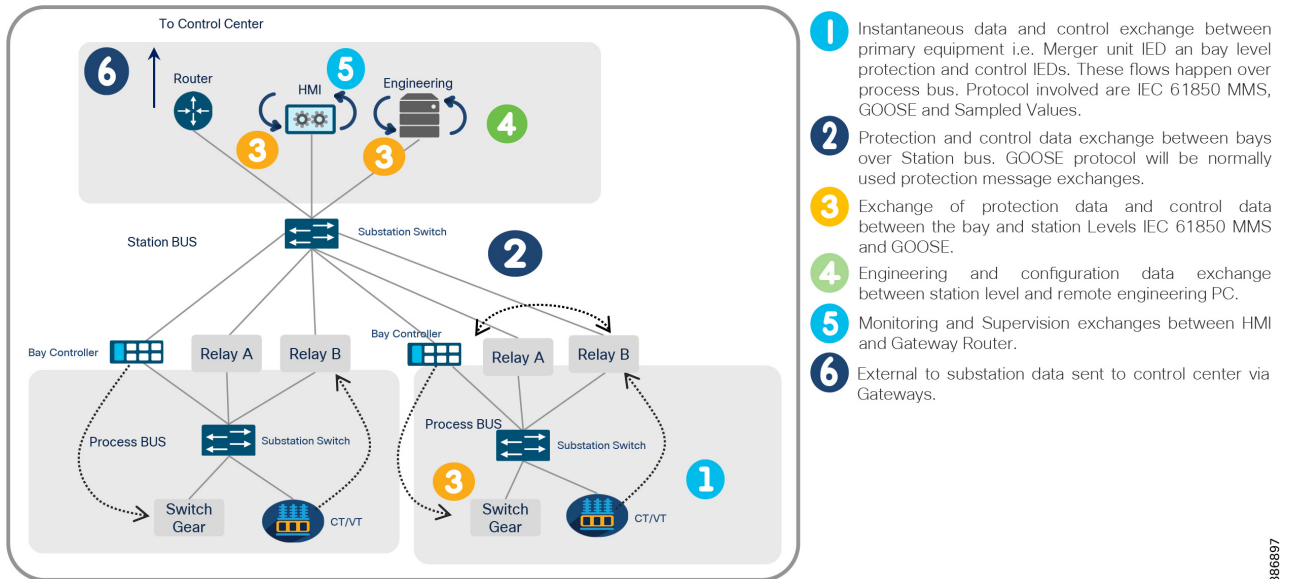 To Control Center
6
Router
5
HMI
Engineering
4
3
3
Station BUS
Substation Switch
2
Bay Controller
Relay A
Relay B
Bay Controller
Relay A
Relay B
Process BUS
Substation Switch
Process BUS
Substation Switch
Switch
Gear
CT/VT
3
Switch
Gear
CT/VT
1
1
Instantaneous data and control exchange between
primary equipment i.e. Merger unit IED an bay level
protection and control IEDs. These flows happen over
process bus. Protocol involved are IEC 61850 MMS,
GOOSE and Sampled Values.
2
Protection and control data exchange between bays
over Station bus. GOOSE protocol will be normally
used protection message exchanges.
3
Exchange of protection data and control data
between the bay and station Levels IEC 61850 MMS
and GOOSE.
4
Engineering and configuration data exchange
between station level and remote engineering PC.
5
Monitoring and Supervision exchanges between HMI
and Gateway Router.
6
External to substation data sent to control center via
Gateways.